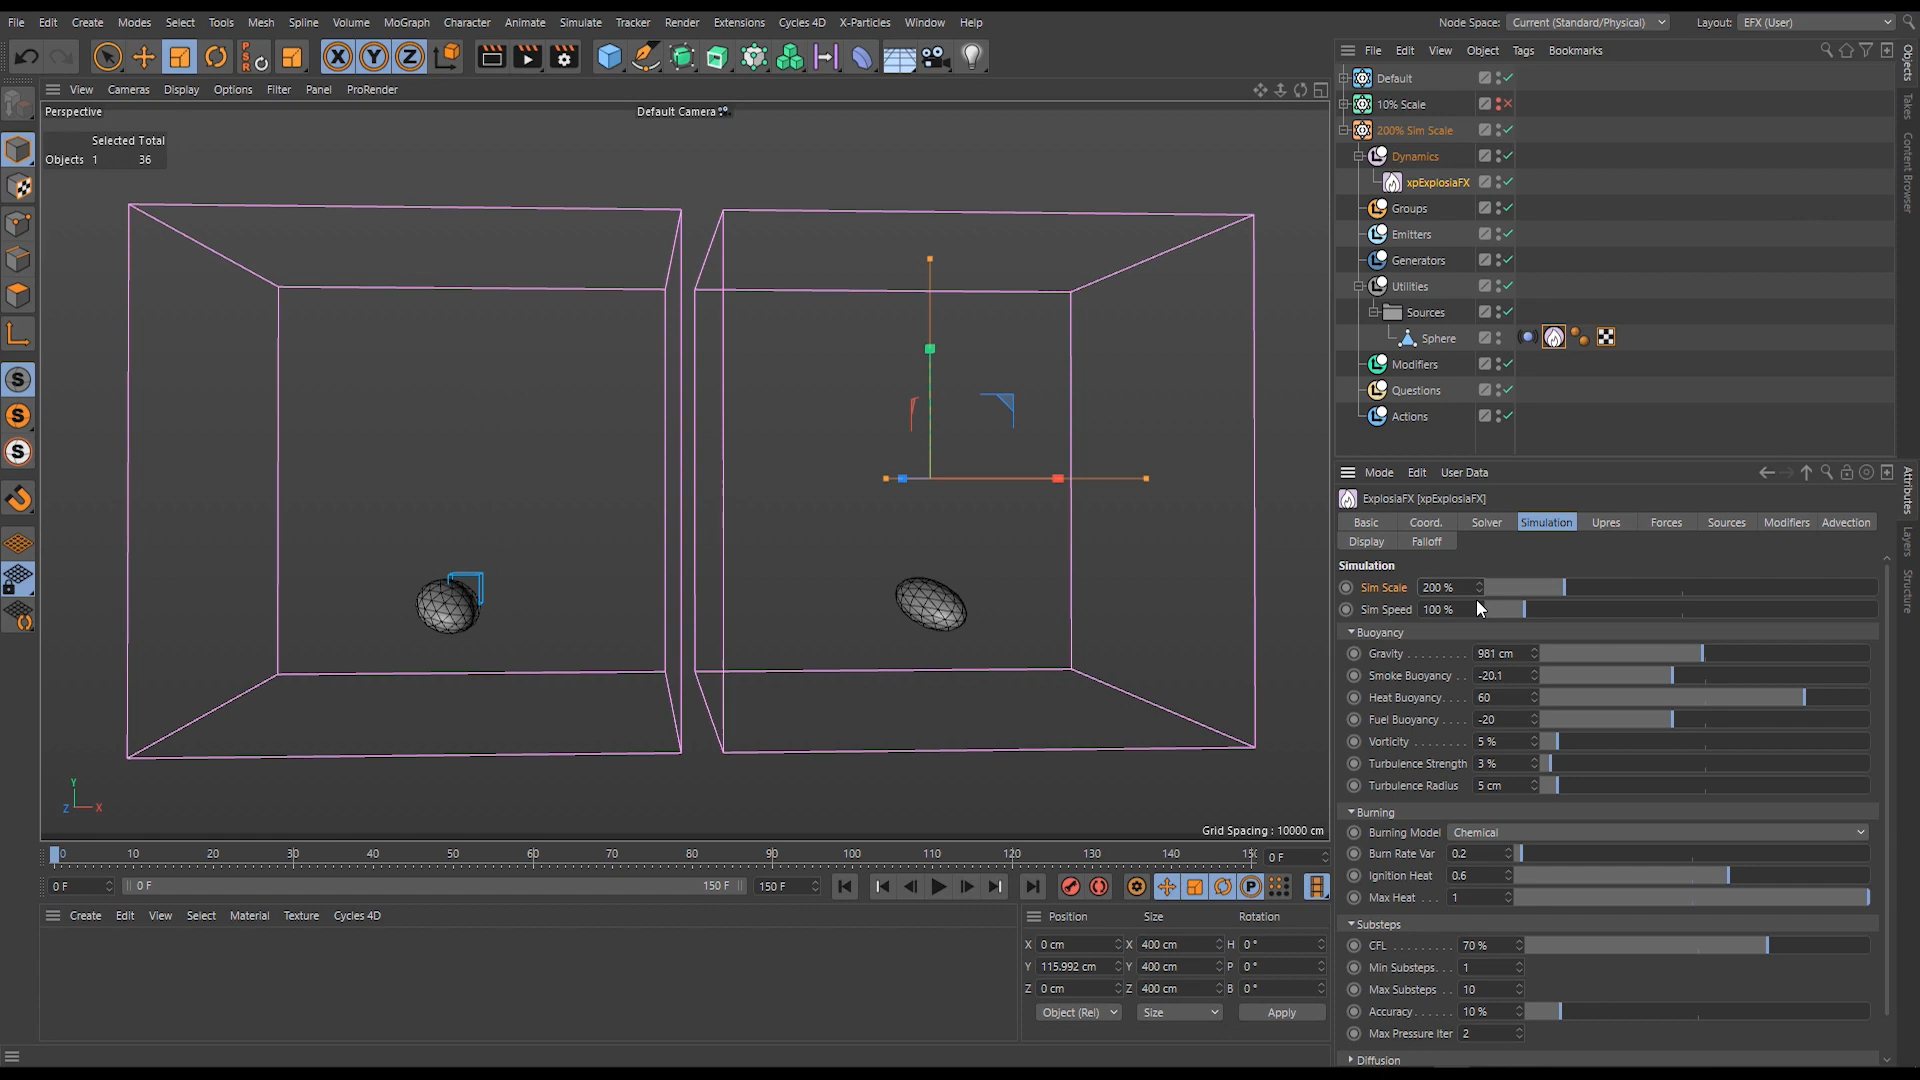 File Edit Create Modes Select Tools Mesh Spline Volume MoGraph Character Animate Simulate Tracker Render Extensions Cycles 4D X-Particles Window Help Node Space: Current (Standard/Physical) Layout: EFX (User)
X Y Z
File Edit View Object Tags Bookmarks
View Cameras Display Options Filter Panel ProRender
Perspective Default Camera
Selected Total
Objects 1 36
Default
10% Scale
200% Sim Scale
Dynamics
xpExplosiaFX
Groups
Emitters
Generators
Utilities
Sources
Sphere
Modifiers
Questions
Actions
Objects
Takes
Content Browser
Mode Edit User Data
ExplosiaFX [xpExplosiaFX]
Basic Coord. Solver Simulation Upres Forces Sources Modifiers Advection
Display Falloff
Simulation
Sim Scale 200 %
Sim Speed 100 %
Buoyancy
Gravity . . . . . . . . . 981 cm
Smoke Buoyancy . . -20.1
Heat Buoyancy. . . . 60
Fuel Buoyancy . . . . -20
Vorticity . . . . . . . . 5 %
Turbulence Strength 3 %
Turbulence Radius 5 cm
Burning
Burning Model Chemical
Burn Rate Var 0.2
Ignition Heat 0.6
Max Heat . . . 1
Substeps
CFL . . . . . . . . . 70 %
Min Substeps. . . 1
Max Substeps . . 10
Accuracy. . . . . . 10 %
Max Pressure Iter 2
Diffusion
Attributes
Layers
Structure
Y
Z X
Grid Spacing : 10000 cm
0 10 20 30 40 50 60 70 80 90 100 110 120 130 140 0 F
0 F 0 F 150 F 150 F
Create Edit View Select Material Texture Cycles 4D
Position Size Rotation
X 0 cm X 400 cm H 0 °
Y 115.992 cm Y 400 cm P 0 °
Z 0 cm Z 400 cm B 0 °
Object (Rel) Size Apply